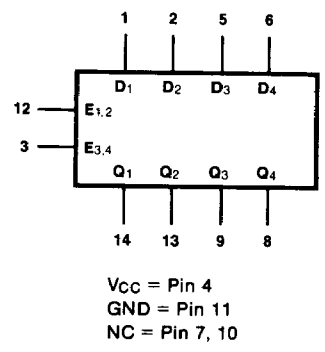 1 2 5 6
D1 D2 D3 D4
12 E1,2
3 E3,4
Q1 Q2 Q3 Q4
14 13 9 8
VCC = Pin 4
GND = Pin 11
NC = Pin 7, 10